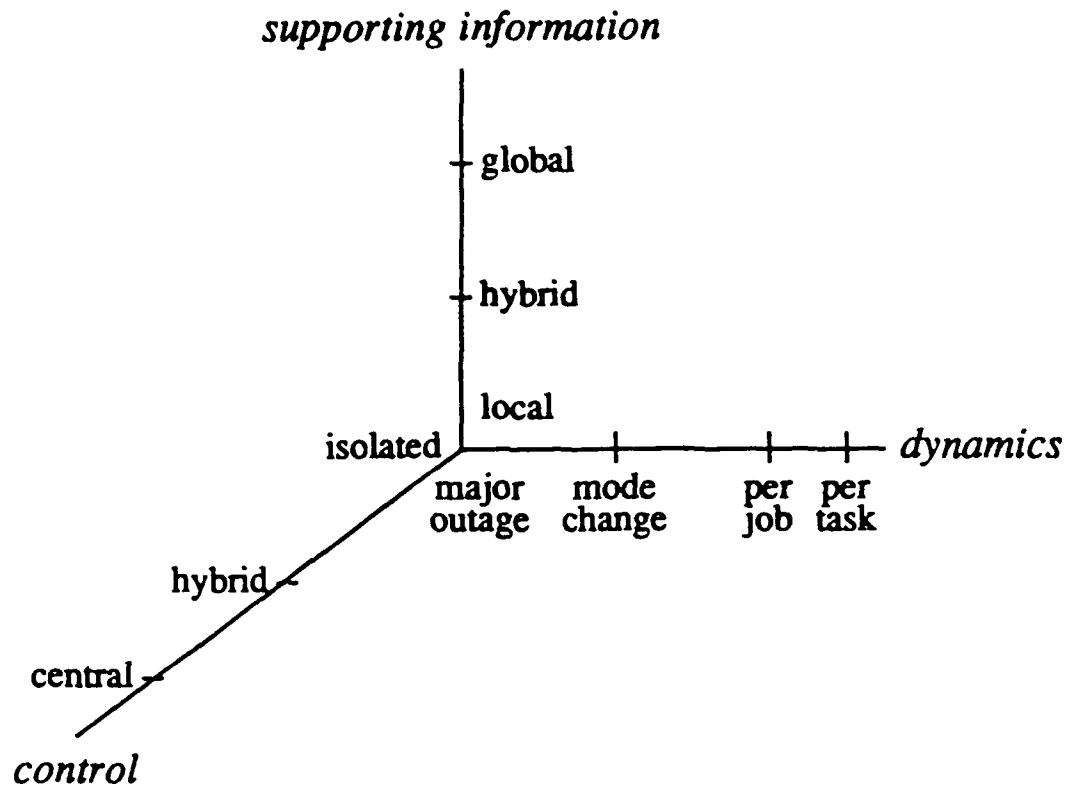 supporting information
global
hybrid
local
isolated
dynamics
major outage
mode change
per job
per task
hybrid
central
control